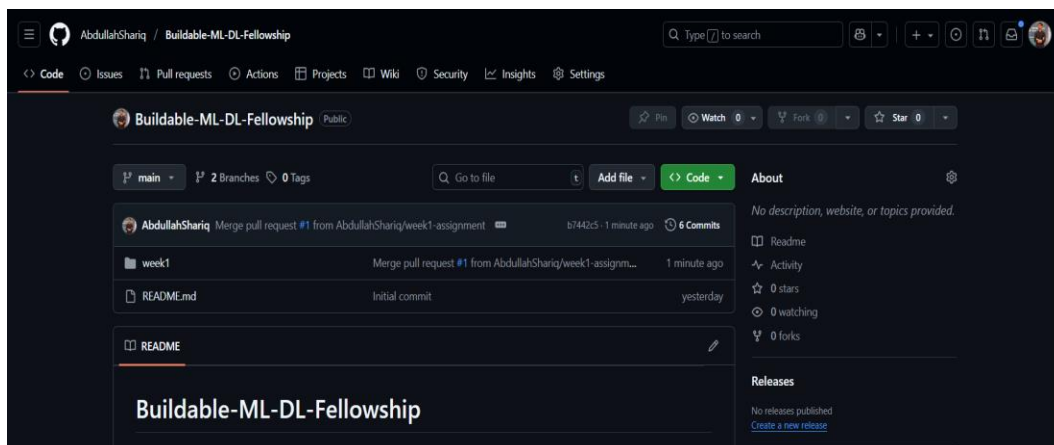 AbdullahShariq / Buildable-ML-DL-Fellowship
Type / to search
Code Issues Pull requests Actions Projects Wiki Security Insights Settings
Buildable-ML-DL-Fellowship Public
Pin Watch 0 Fork 0 Star 0
main 2 Branches 0 Tags
Go to file t Add file Code
AbdullahShariq Merge pull request #1 from AbdullahShariq/week1-assignment b7442c5 · 1 minute ago 6 Commits
week1 Merge pull request #1 from AbdullahShariq/week1-assignm... 1 minute ago
README.md Initial commit yesterday
README
Buildable-ML-DL-Fellowship
About
No description, website, or topics provided.
Readme
Activity
0 stars
0 watching
0 forks
Releases
No releases published
Create a new release